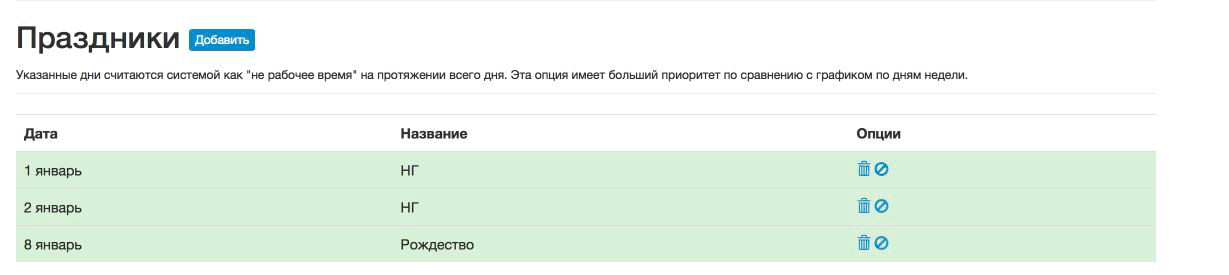 Праздники Добавить
Указанные дни считаются системой как "не рабочее время" на протяжении всего дня. Эта опция имеет больший приоритет по сравнению с графиком по дням недели.
Дата Название Опции
1 январь НГ
2 январь НГ
8 январь Рождество